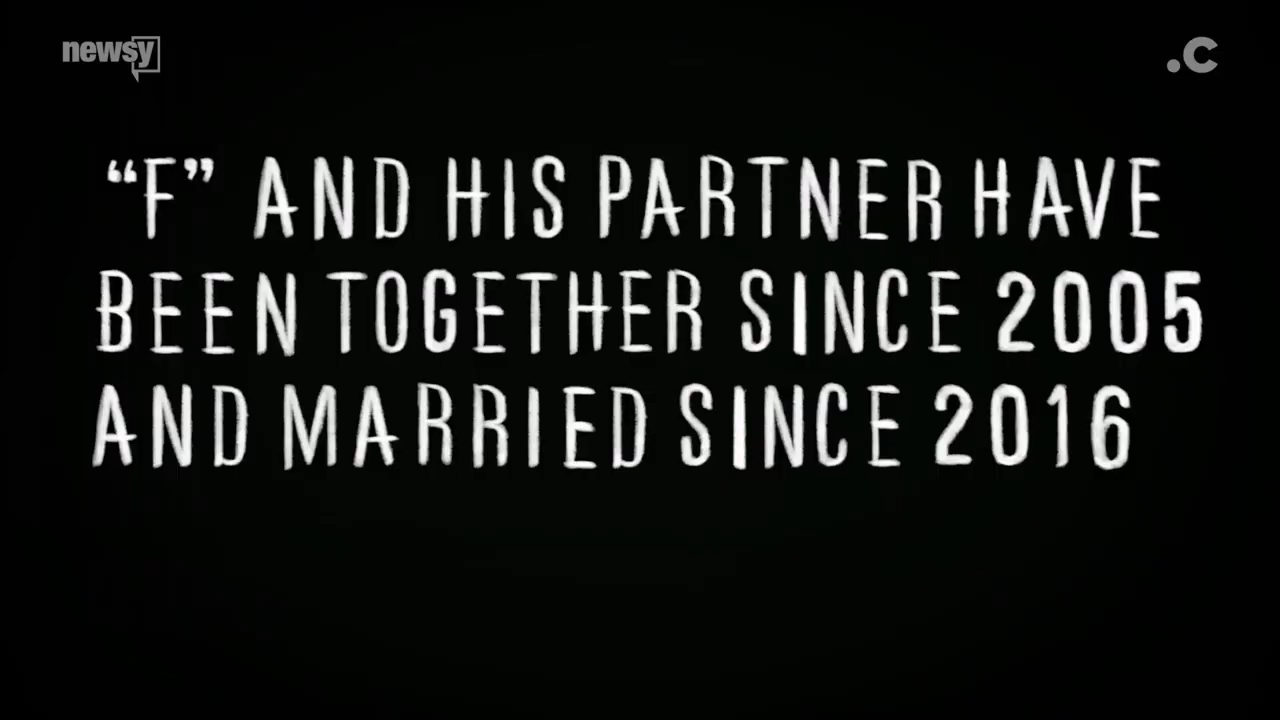 newsy
.C
“F” AND HIS PARTNER HAVE
BEEN TOGETHER SINCE 2005
AND MARRIED SINCE 2016